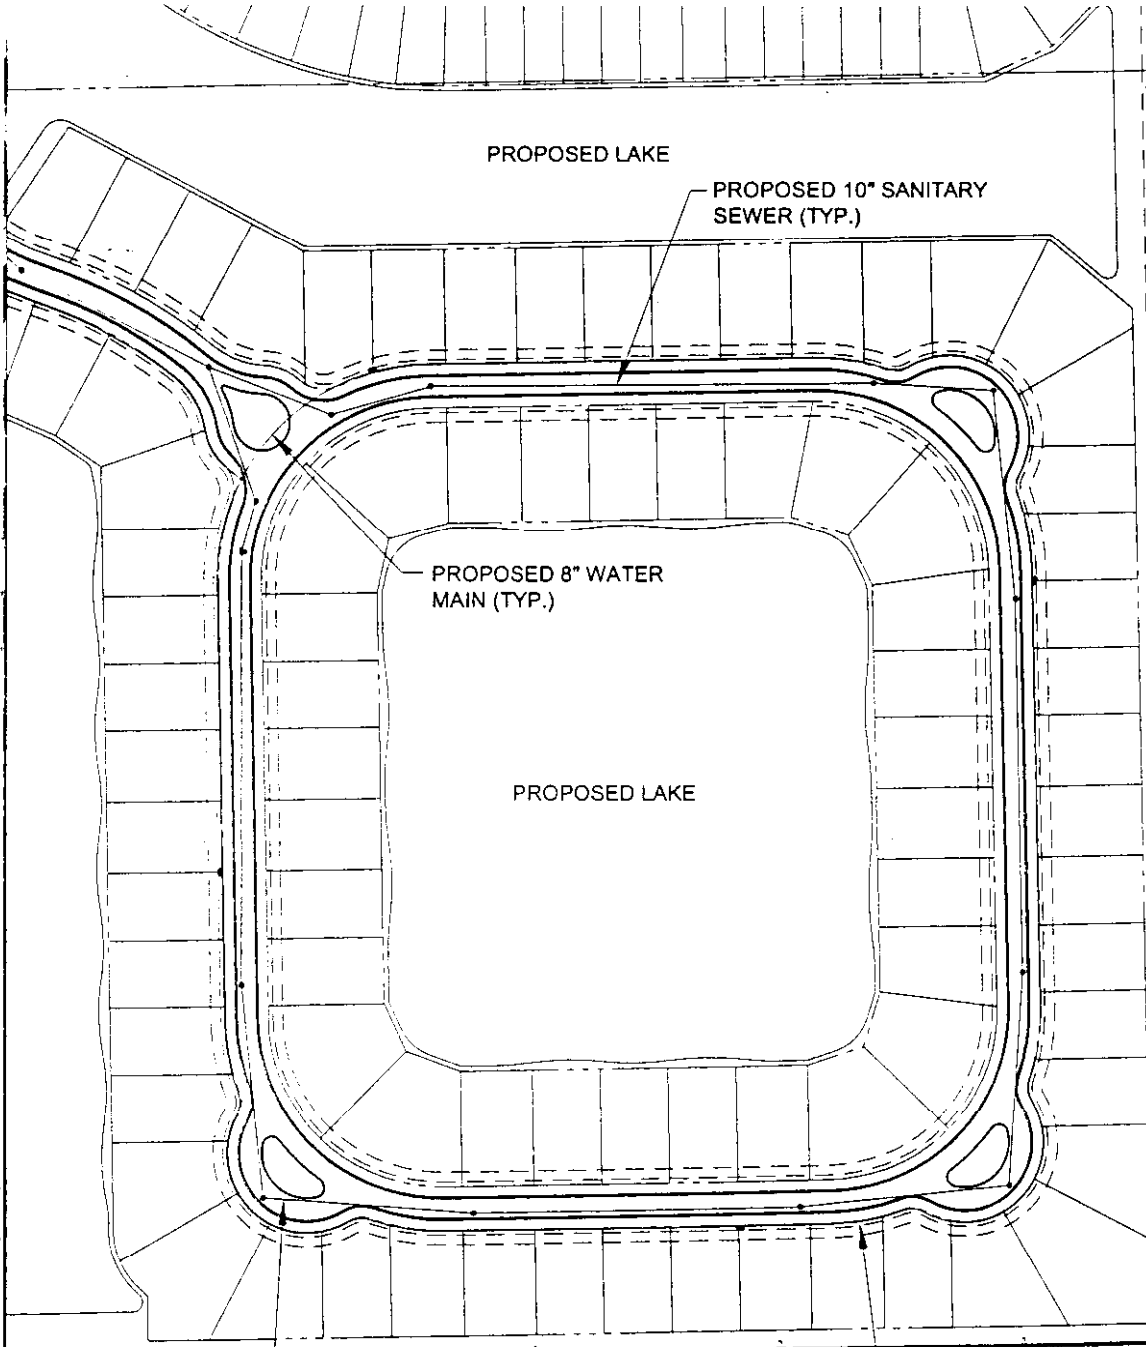 PROPOSED LAKE
PROPOSED 10" SANITARY
SEWER (TYP.)
PROPOSED 8" WATER
MAIN (TYP.)
PROPOSED LAKE